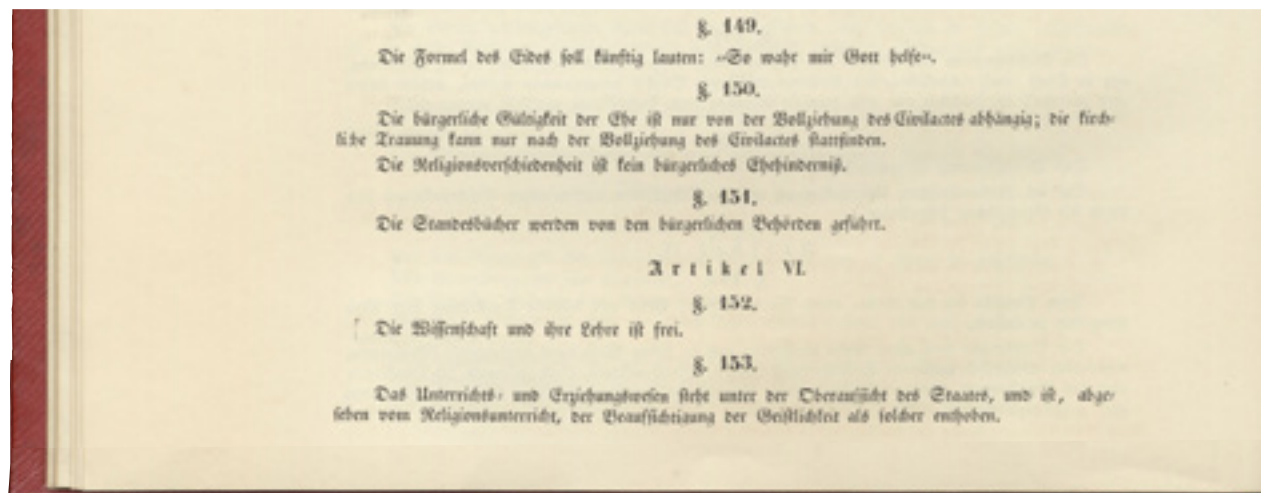 §. 149.
Die Formel des Eides soll künftig lauten: »So wahr mir Gott helfe«.
§. 150.
Die bürgerliche Gültigkeit der Ehe ist nur von der Vollziehung des Civilactes abhängig; die kirch-
liche Trauung kann nur nach der Vollziehung des Civilactes stattfinden.
Die Religionsverschiedenheit ist kein bürgerliches Ehehinderniß.
§. 151.
Die Standesbücher werden von den bürgerlichen Behörden geführt.
Artikel VI.
§. 152.
Die Wissenschaft und ihre Lehre ist frei.
§. 153.
Das Unterrichts- und Erziehungswesen steht unter der Oberaufsicht des Staates, und ist, abge-
sehen vom Religionsunterricht, der Beaufsichtigung der Geistlichkeit als solcher enthoben.